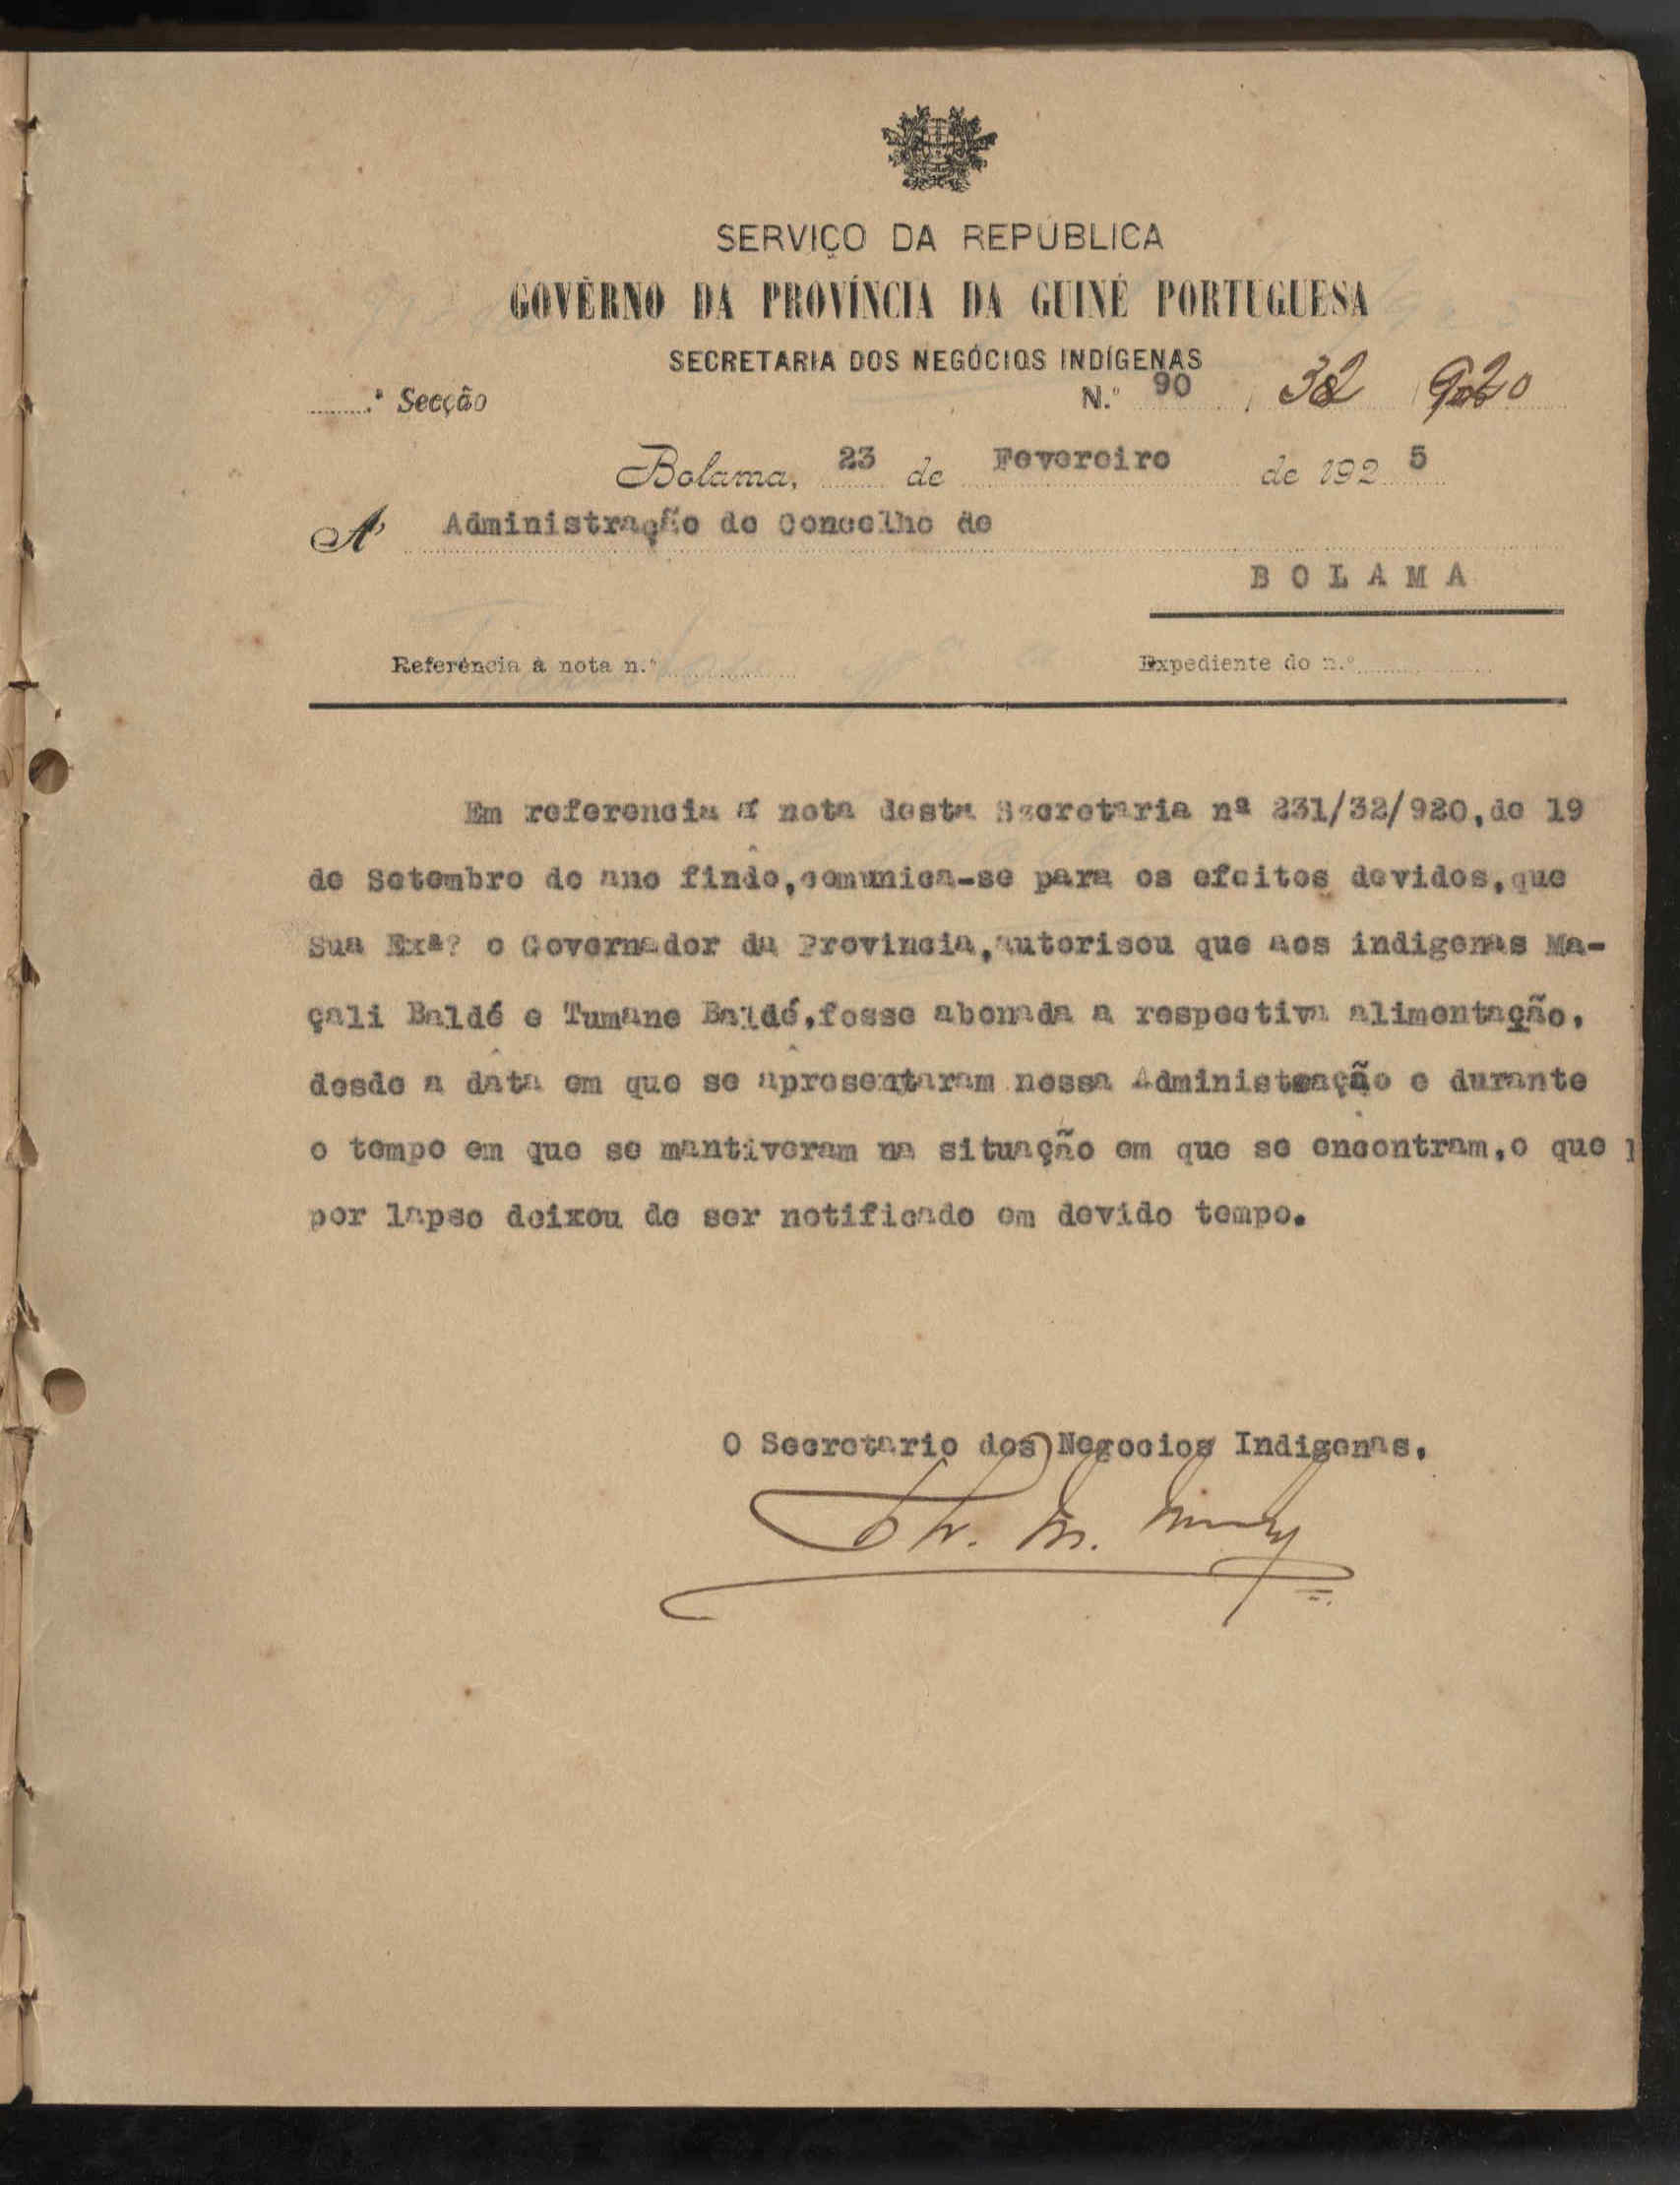 SERVIÇO DA REPÚBLICA
GOVÊRNO DA PROVÍNCIA DA GUINÉ PORTUGUESA
SECRETARIA DOS NEGÓCIOS INDÍGENAS
.ª Secção N.º 90 32 920
Bolama, 23 de Fevereiro de 1925
A' Administração do Concelho de
BOLAMA
Referência à nota n.º Expediente do n.º
Em referencia á nota desta Secretaria nª 231/32/920,de 19
de Setembro do ano findo,comunica-se para os efeitos devidos,que
Sua Exª? o Governador da Provincia,autorisou que aos indigenas Ma-
çali Baldé e Tumane Baldé,fosse abonada a respectiva alimentação,
desde a data em que se apresentaram nessa Administração e durante
o tempo em que se mantiveram na situação em que se encontram,o que
por lapso deixou de ser notificado em devido tempo.
O Secretario dos Negocios Indigenas.